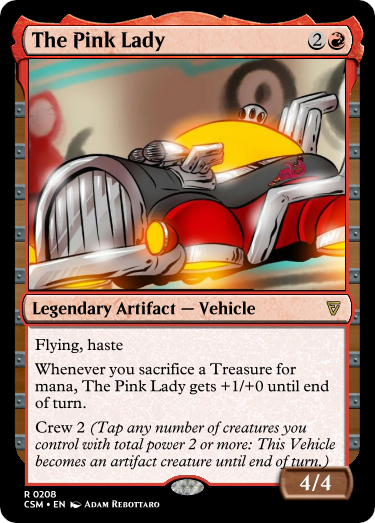 The Pink Lady 2
Legendary Artifact — Vehicle
Flying, haste
Whenever you sacrifice a Treasure for
mana, The Pink Lady gets +1/+0 until end
of turn.
Crew 2 (Tap any number of creatures you
control with total power 2 or more: This Vehicle
becomes an artifact creature until end of turn.)
4/4
R 0208
CSM • EN Adam Rebottaro